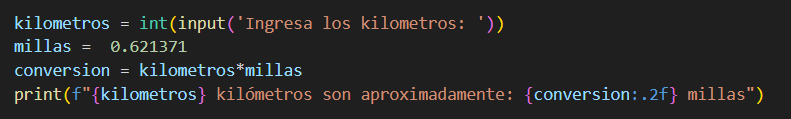 kilometros = int(input('Ingresa los kilometros: '))
millas =  0.621371
conversion = kilometros*millas
print(f"{kilometros} kilómetros son aproximadamente: {conversion:.2f} millas")